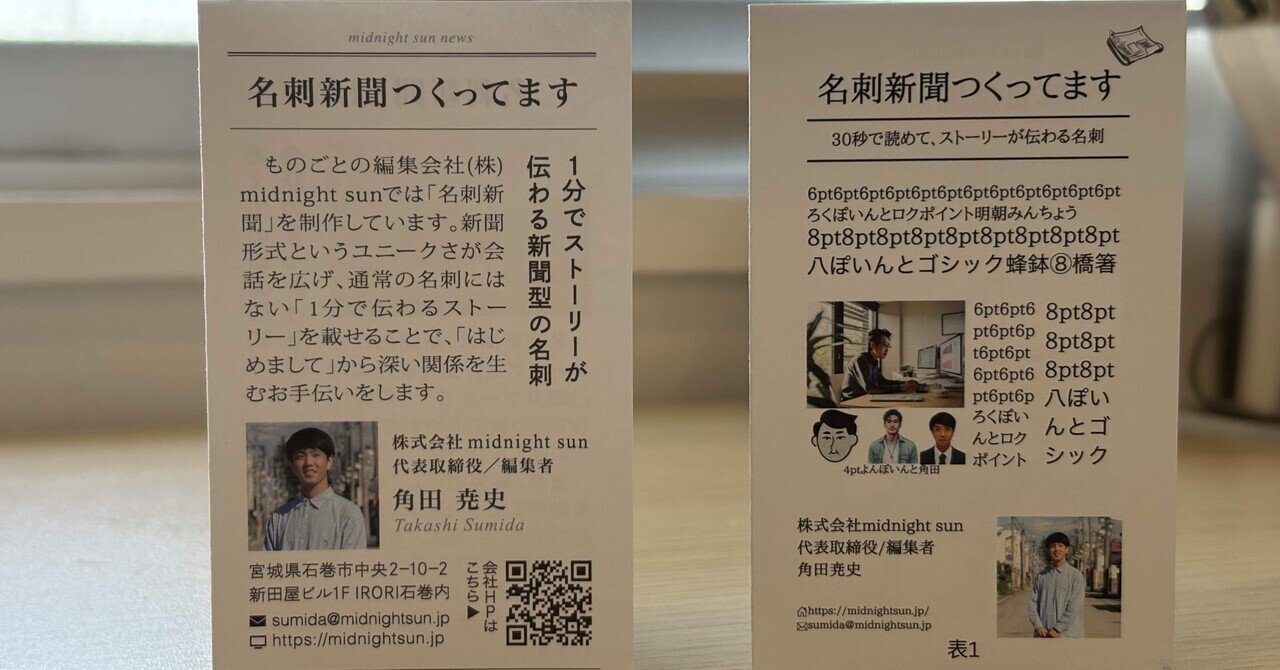 midnight sun news
名刺新聞つくってます
1分でストーリーが
伝わる新聞型の名刺
ものごとの編集会社(株)
midnight sunでは「名刺新
聞」を制作しています。新聞
形式というユニークさが会
話を広げ、通常の名刺には
ない「1分で伝わるストー
リー」を載せることで、「はじ
めまして」から深い関係を生
むお手伝いをします。
株式会社midnight sun
代表取締役／編集者
角田 尭史
Takashi Sumida
宮城県石巻市中央2-10-2
新田屋ビル1F IRORI石巻内
sumida@midnightsun.jp
https://midnightsun.jp
会社HPは
こちら▶
名刺新聞つくってます
30秒で読めて、ストーリーが伝わる名刺
6pt6pt6pt6pt6pt6pt6pt6pt6pt6pt6pt6pt
ろくぽいんとロクポイント明朝みんちょう
8pt8pt8pt8pt8pt8pt8pt8pt8pt
八ぽいんとゴシック蜂鉢⑧橋箸
6pt6pt6
pt6pt6p
t6pt6pt
6pt6pt6
pt6pt6p
ろくぽい
んとロク
ポイント
8pt8pt
8pt8pt
8pt8pt
八ぽい
んとゴ
シック
4ptよんぽいんと角田
株式会社midnight sun
代表取締役/編集者
角田尭史
https://midnightsun.jp/
sumida@midnightsun.jp
表1